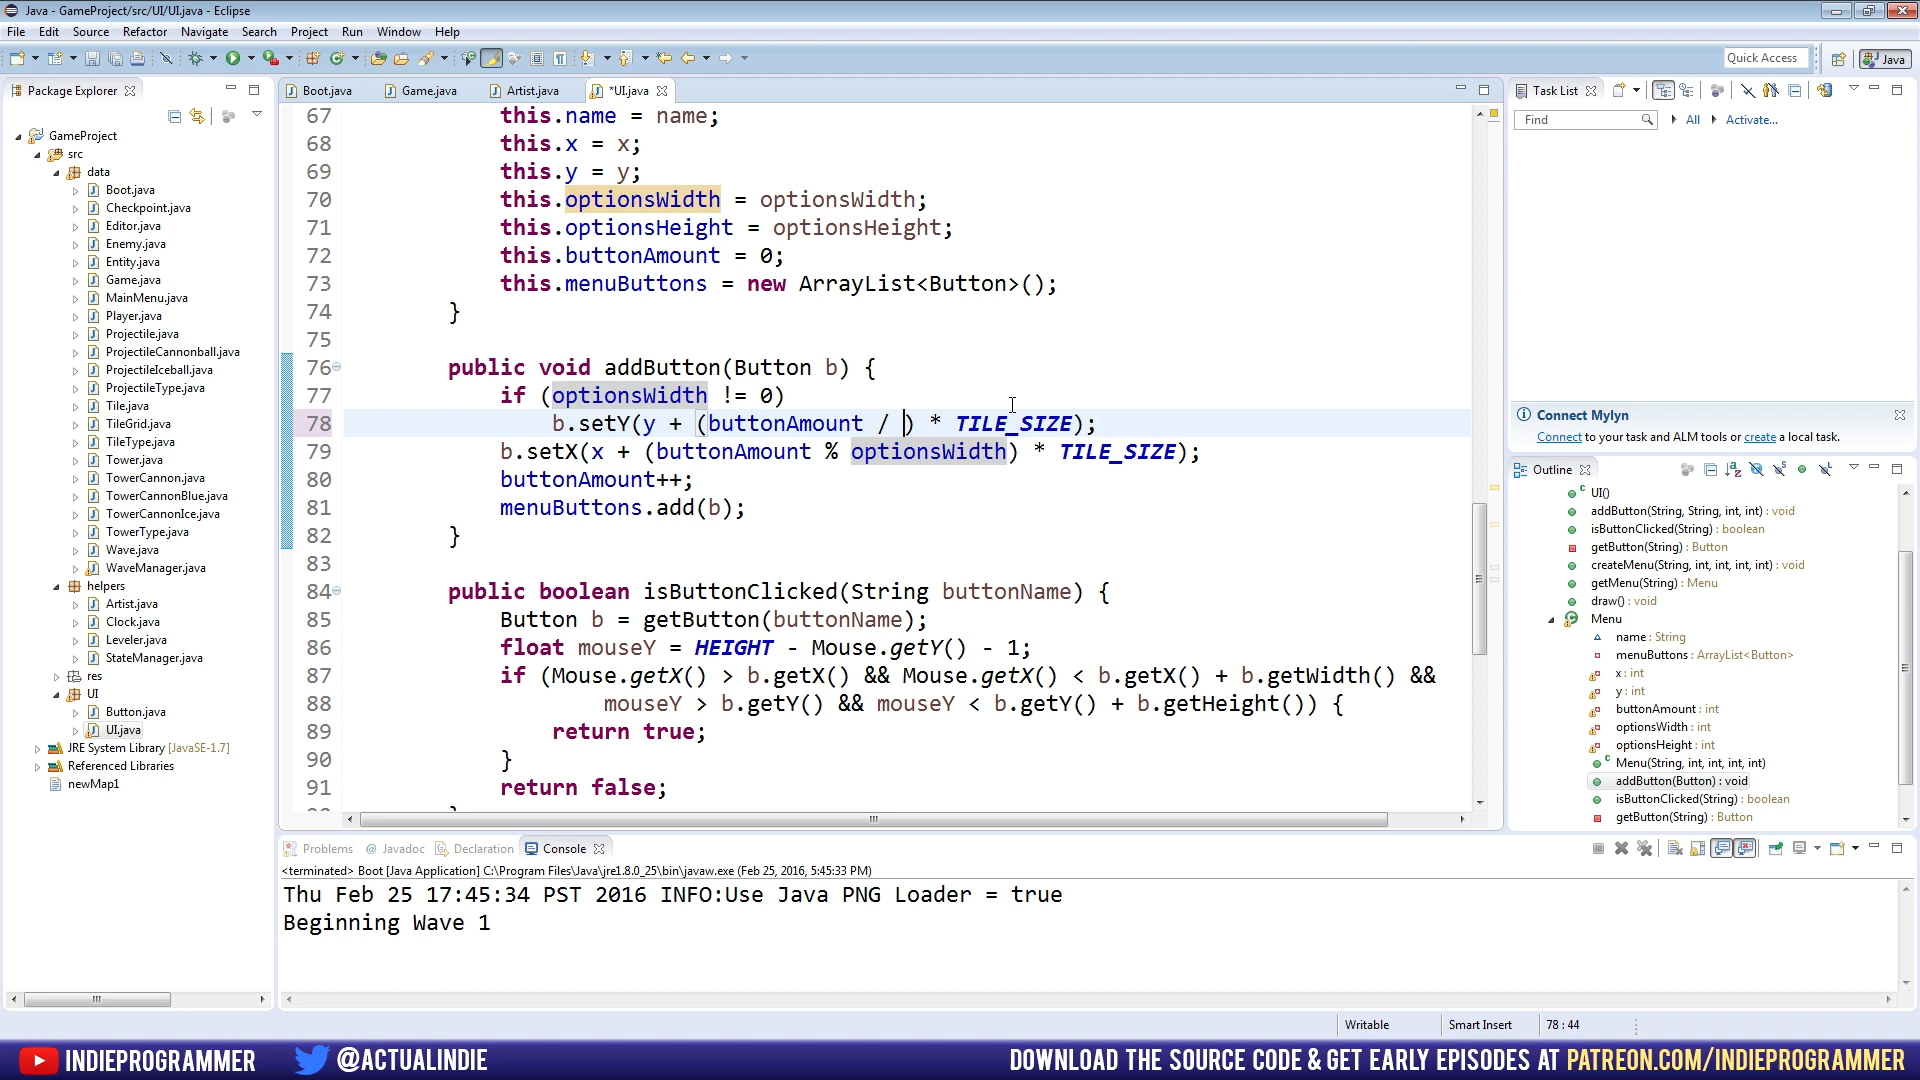 Java - GameProject/src/UI/UI.java - Eclipse
File Edit Source Refactor Navigate Search Project Run Window Help
Quick Access Java
Package Explorer
GameProject
src
data
Boot.java
Checkpoint.java
Editor.java
Enemy.java
Entity.java
Game.java
MainMenu.java
Player.java
Projectile.java
ProjectileCannonball.java
ProjectileIceball.java
ProjectileType.java
Tile.java
TileGrid.java
TileType.java
Tower.java
TowerCannon.java
TowerCannonBlue.java
TowerCannonIce.java
TowerType.java
Wave.java
WaveManager.java
helpers
Artist.java
Clock.java
Leveler.java
StateManager.java
res
UI
Button.java
UI.java
JRE System Library [JavaSE-1.7]
Referenced Libraries
newMap1
Boot.java Game.java Artist.java *UI.java
67 this.name = name;
68 this.x = x;
69 this.y = y;
70 this.optionsWidth = optionsWidth;
71 this.optionsHeight = optionsHeight;
72 this.buttonAmount = 0;
73 this.menuButtons = new ArrayList<Button>();
74 }
75
76 public void addButton(Button b) {
77 if (optionsWidth != 0)
78 b.setY(y + (buttonAmount / ) * TILE_SIZE);
79 b.setX(x + (buttonAmount % optionsWidth) * TILE_SIZE);
80 buttonAmount++;
81 menuButtons.add(b);
82 }
83
84 public boolean isButtonClicked(String buttonName) {
85 Button b = getButton(buttonName);
86 float mouseY = HEIGHT - Mouse.getY() - 1;
87 if (Mouse.getX() > b.getX() && Mouse.getX() < b.getX() + b.getWidth() &&
88 mouseY > b.getY() && mouseY < b.getY() + b.getHeight()) {
89 return true;
90 }
91 return false;
Task List
Find All Activate...
Connect Mylyn
Connect to your task and ALM tools or create a local task.
Outline
UI()
addButton(String, String, int, int) : void
isButtonClicked(String) : boolean
getButton(String) : Button
createMenu(String, int, int, int, int) : void
getMenu(String) : Menu
draw() : void
Menu
name : String
menuButtons : ArrayList<Button>
x : int
y : int
buttonAmount : int
optionsWidth : int
optionsHeight : int
Menu(String, int, int, int, int)
addButton(Button) : void
isButtonClicked(String) : boolean
getButton(String) : Button
Problems @ Javadoc Declaration Console
<terminated> Boot [Java Application] C:\Program Files\Java\jre1.8.0_25\bin\javaw.exe (Feb 25, 2016, 5:45:33 PM)
Thu Feb 25 17:45:34 PST 2016 INFO:Use Java PNG Loader = true
Beginning Wave 1
Writable Smart Insert 78 : 44
INDIEPROGRAMMER @ACTUALINDIE DOWNLOAD THE SOURCE CODE & GET EARLY EPISODES AT PATREON.COM/INDIEPROGRAMMER